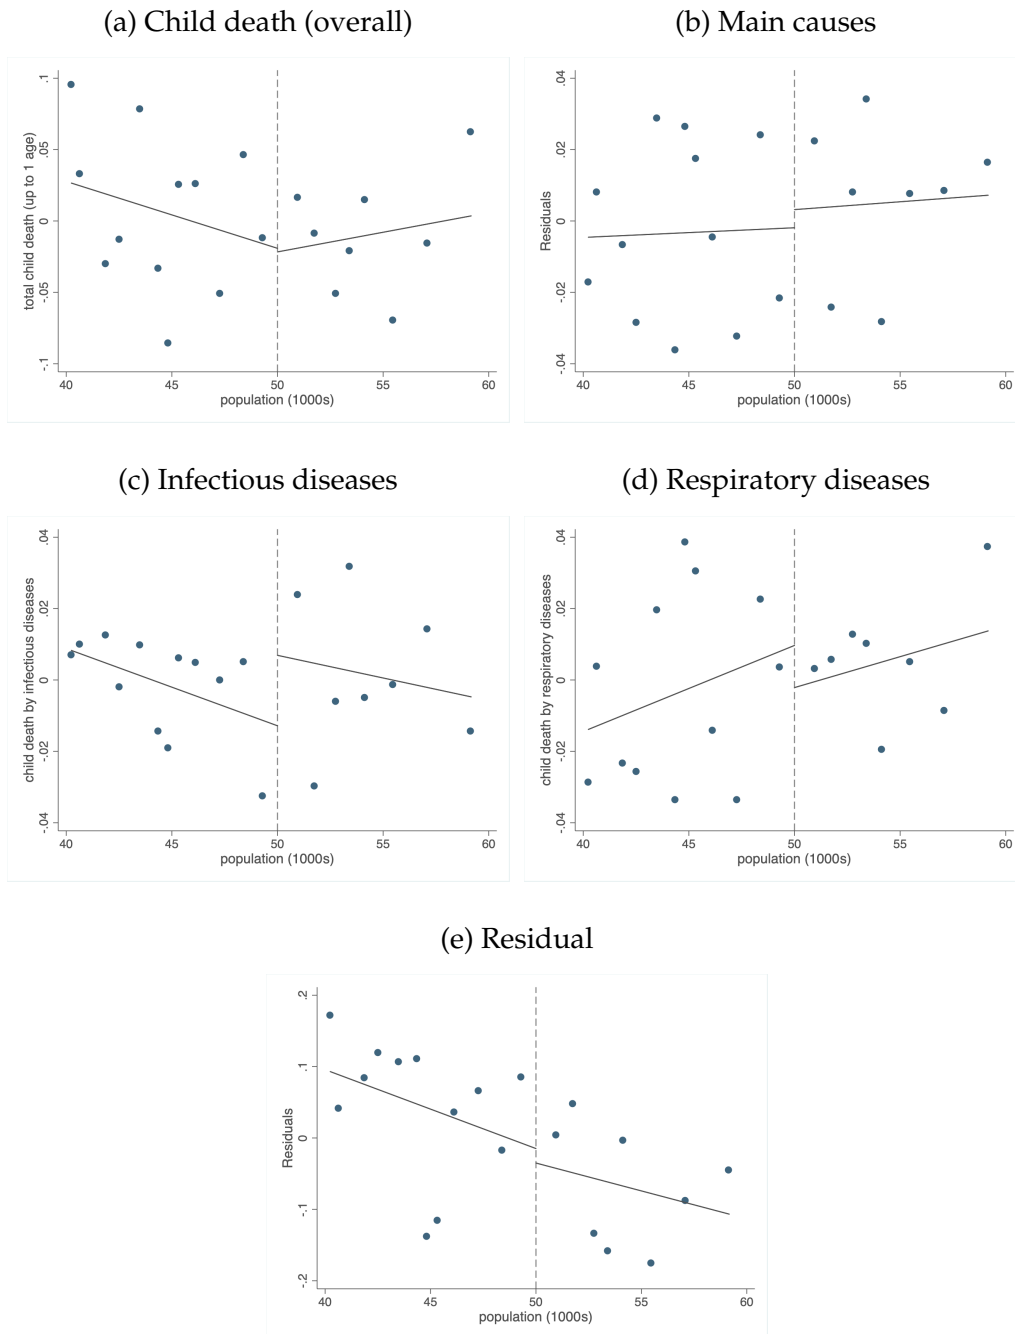 (a) Child death (overall)
(b) Main causes
total child death (up to 1 age)
.1
.05
0
-.05
-.1
40 45 50 55 60
population (1000s)
Residuals
.04
.02
0
-.02
-.04
40 45 50 55 60
population (1000s)
(c) Infectious diseases
(d) Respiratory diseases
child death by infectious diseases
.04
.02
0
-.02
-.04
40 45 50 55 60
population (1000s)
child death by respiratory diseases
.04
.02
0
-.02
-.04
40 45 50 55 60
population (1000s)
(e) Residual
Residuals
.2
.1
0
-.1
-.2
40 45 50 55 60
population (1000s)